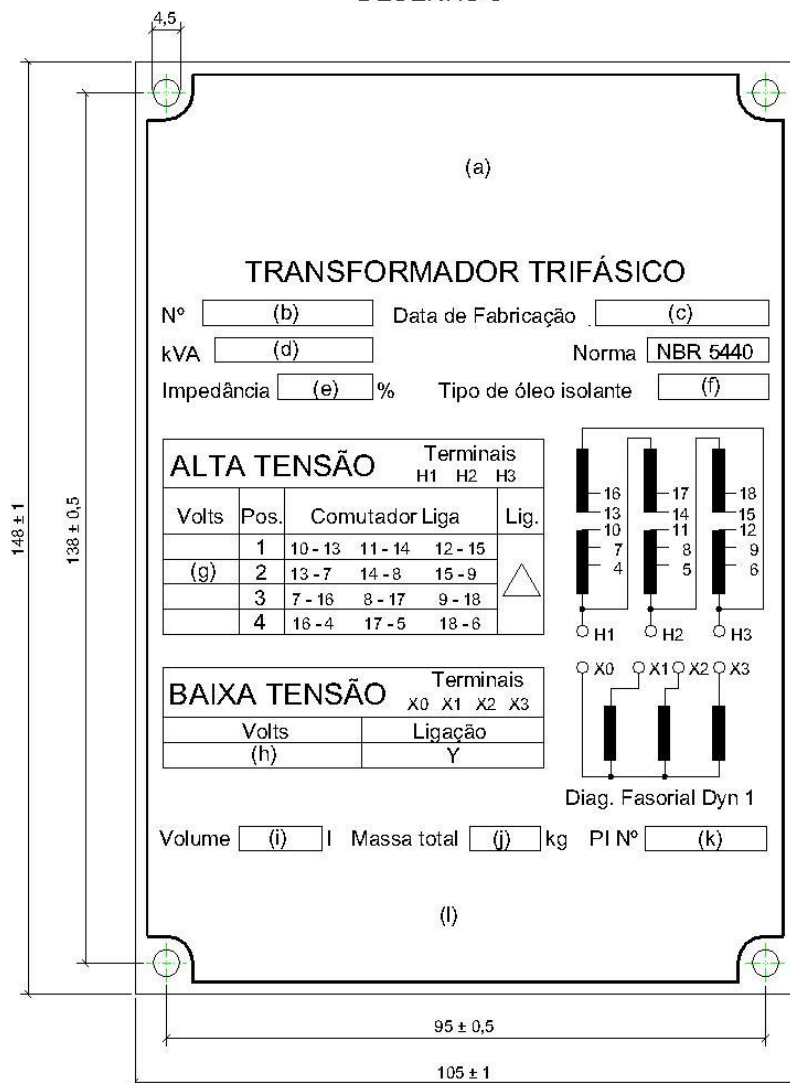 4,5
(a)
TRANSFORMADOR TRIFÁSICO
Nº (b) Data de Fabricação (c)
kVA (d) Norma NBR 5440
Impedância (e) % Tipo de óleo isolante (f)
ALTA TENSÃO Terminais
H1 H2 H3
Volts Pos. Comutador Liga Lig.
1 10 - 13 11 - 14 12 - 15
(g) 2 13 - 7 14 - 8 15 - 9
3 7 - 16 8 - 17 9 - 18
4 16 - 4 17 - 5 18 - 6
16 17 18
13 14 15
10 11 12
7 8 9
4 5 6
H1 H2 H3
BAIXA TENSÃO Terminais
X0 X1 X2 X3
Volts Ligação
(h) Y
X0 X1 X2 X3
Diag. Fasorial Dyn 1
Volume (i) l Massa total (j) kg PI Nº (k)
(l)
148 ± 1
138 ± 0,5
95 ± 0,5
105 ± 1